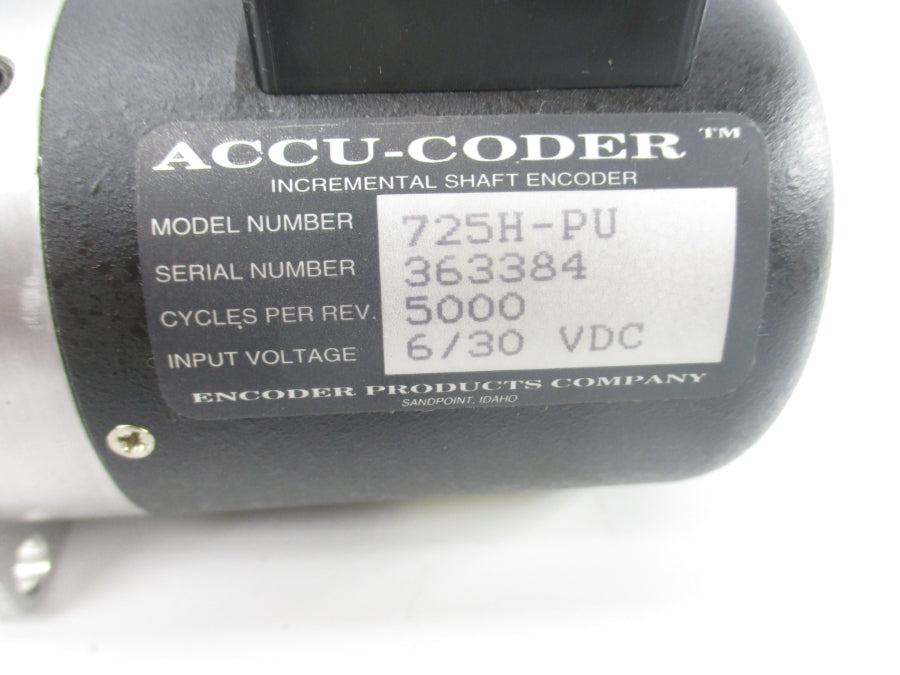 ACCU-CODER™
INCREMENTAL SHAFT ENCODER
MODEL NUMBER 725H-PU
SERIAL NUMBER 363384
CYCLES PER REV. 5000
INPUT VOLTAGE 6/30 VDC
ENCODER PRODUCTS COMPANY
SANDPOINT, IDAHO